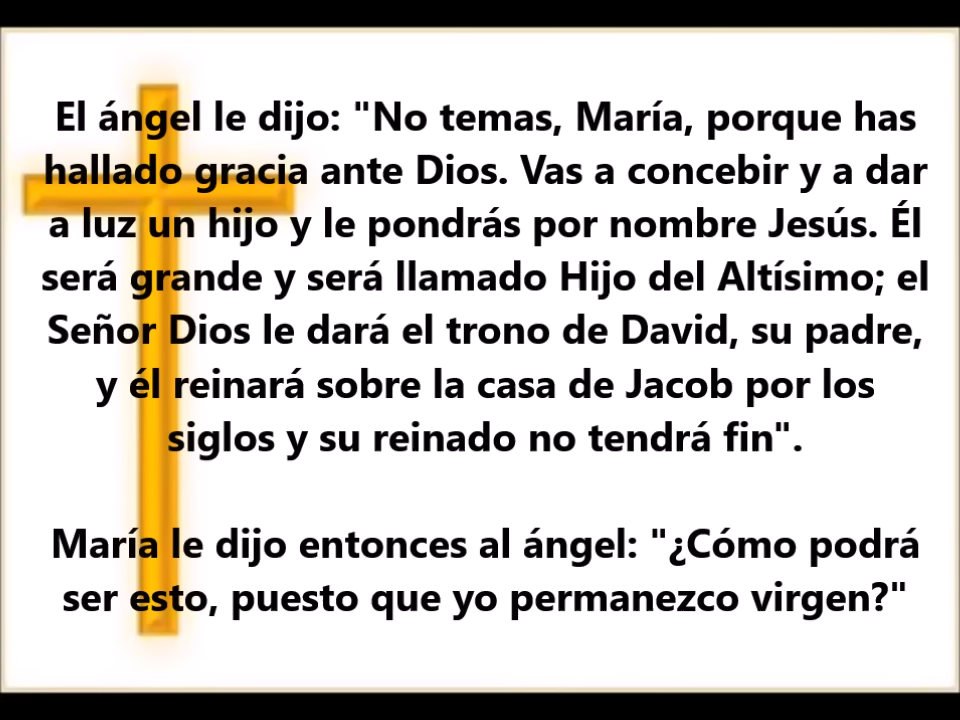 El ángel le dijo: "No temas, María, porque has
hallado gracia ante Dios. Vas a concebir y a dar
a luz un hijo y le pondrás por nombre Jesús. Él
será grande y será llamado Hijo del Altísimo; el
Señor Dios le dará el trono de David, su padre,
y él reinará sobre la casa de Jacob por los
siglos y su reinado no tendrá fin".
María le dijo entonces al ángel: "¿Cómo podrá
ser esto, puesto que yo permanezco virgen?"